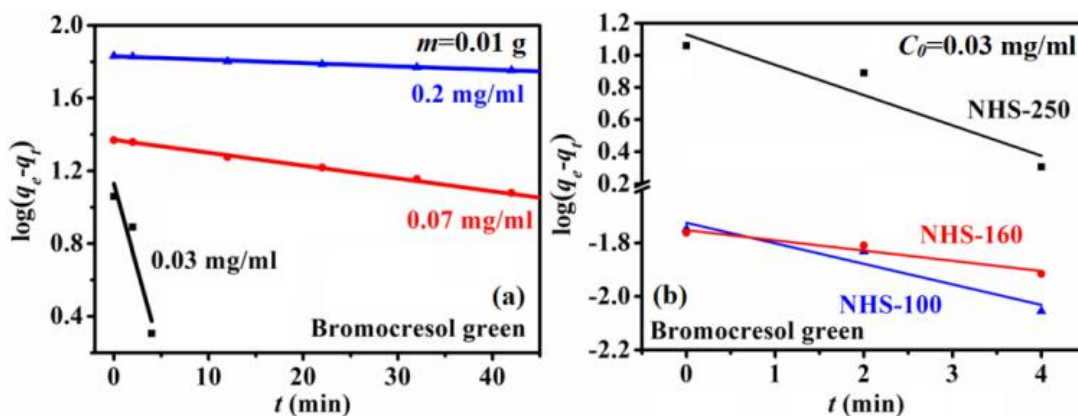 2.0
1.6
1.2
0.8
0.4
log(qe-qt)
m=0.01 g
0.2 mg/ml
0.07 mg/ml
0.03 mg/ml
(a)
Bromocresol green
0 10 20 30 40
t (min)
1.2
1.0
0.8
0.6
0.4
0.2
-1.8
-2.0
-2.2
log(qe-qt)
C0=0.03 mg/ml
NHS-250
NHS-160
NHS-100
(b)
Bromocresol green
0 1 2 3 4
t (min)